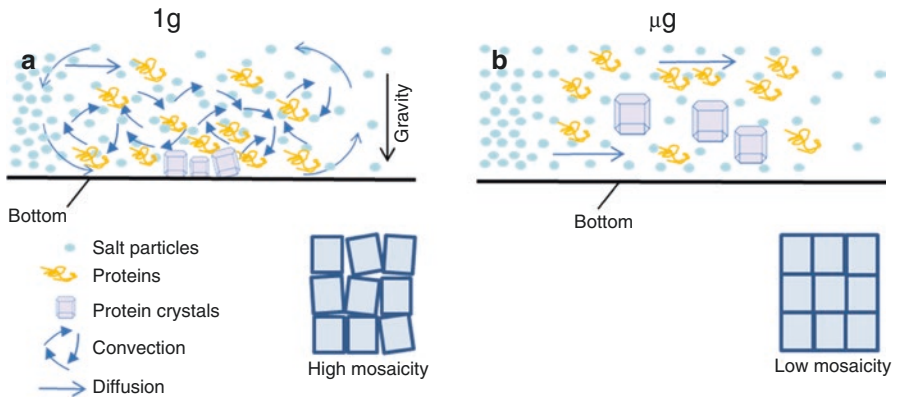 1g
µg
a
b
Gravity
Bottom
Bottom
Salt particles
Proteins
Protein crystals
Convection
Diffusion
High mosaicity
Low mosaicity